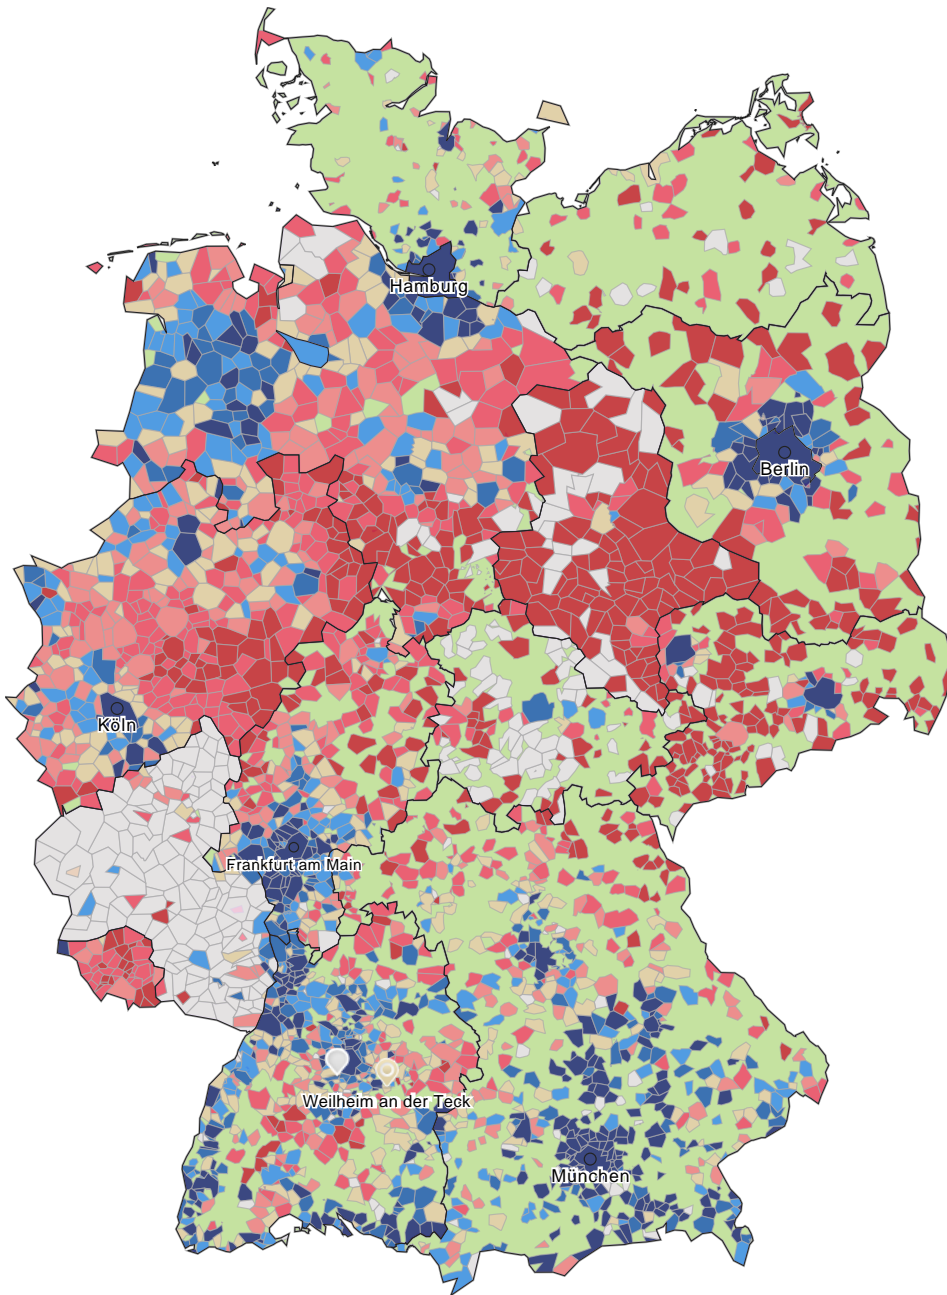 Hamburg
Berlin
Köln
Frankfurt am Main
Weilheim an der Teck
München